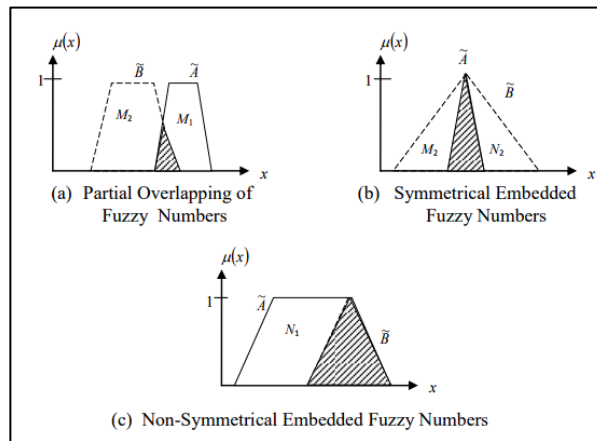 μ(x)
1
B̃
Ã
M₂
M₁
x
(a) Partial Overlapping of
Fuzzy Numbers
μ(x)
1
Ã
B̃
M₂
N₂
x
(b) Symmetrical Embedded
Fuzzy Numbers
μ(x)
1
Ã
N₁
B̃
x
(c) Non-Symmetrical Embedded Fuzzy Numbers